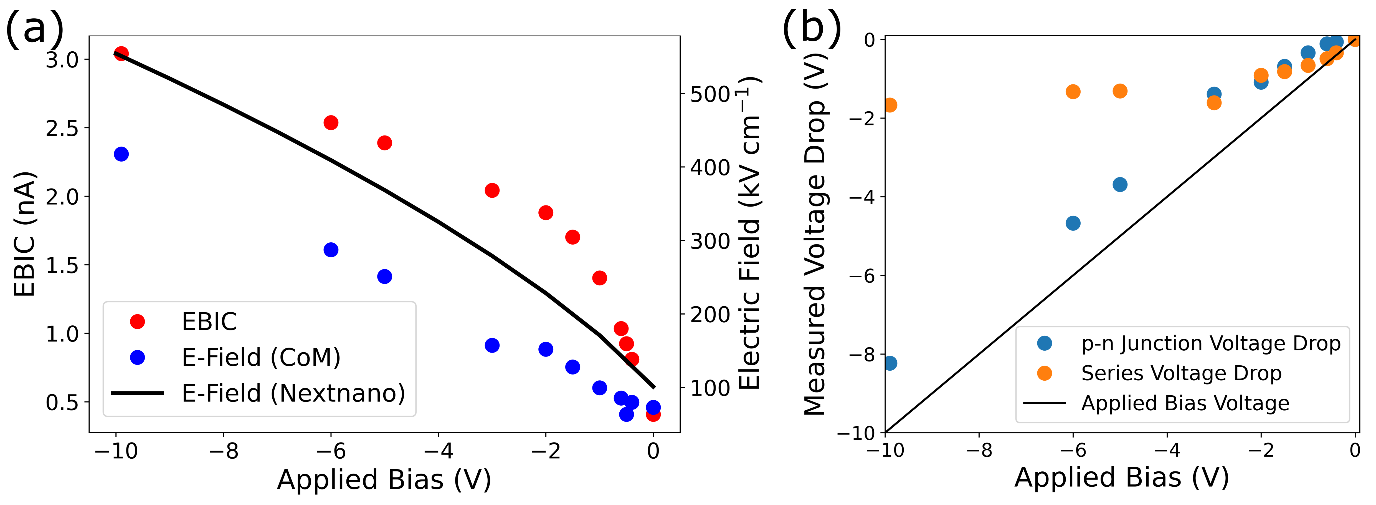 (a)
3.0
2.5
2.0
1.5
1.0
0.5
EBIC (nA)
500
400
300
200
100
Electric Field (kV cm⁻¹)
EBIC
E-Field (CoM)
E-Field (Nextnano)
−10
−8
−6
−4
−2
0
Applied Bias (V)
(b)
0
−2
−4
−6
−8
−10
Measured Voltage Drop (V)
p-n Junction Voltage Drop
Series Voltage Drop
Applied Bias Voltage
−10
−8
−6
−4
−2
0
Applied Bias (V)